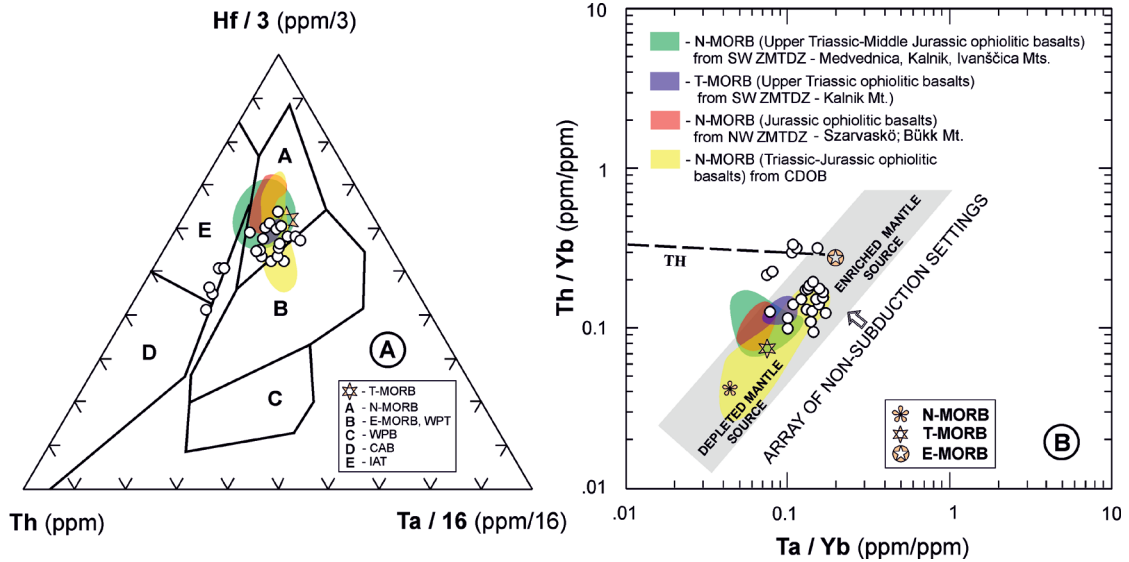 Hf / 3 (ppm/3)
A
E
B
D
C
A
- T-MORB
A - N-MORB
B - E-MORB, WPT
C - WPB
D - CAB
E - IAT
Th (ppm)
Ta / 16 (ppm/16)
10
1
0.1
.01
Th / Yb (ppm/ppm)
- N-MORB (Upper Triassic-Middle Jurassic ophiolitic basalts)
from SW ZMTDZ - Medvednica, Kalnik, Ivanščica Mts.
- T-MORB (Upper Triassic ophiolitic basalts)
from SW ZMTDZ - Kalnik Mt.)
- N-MORB (Jurassic ophiolitic basalts)
from NW ZMTDZ - Szarvaskö; Bükk Mt.
- N-MORB (Triassic-Jurassic ophiolitic
basalts) from CDOB
TH
ENRICHED MANTLE
SOURCE
DEPLETED MANTLE
SOURCE
ARRAY OF NON-SUBDUCTION SETTINGS
- N-MORB
- T-MORB
- E-MORB
B
.01
0.1
1
10
Ta / Yb (ppm/ppm)